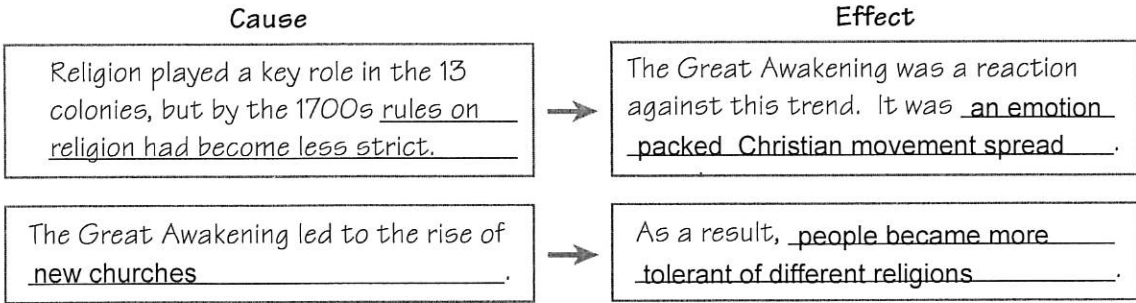 Cause
Effect
Religion played a key role in the 13
colonies, but by the 1700s rules on
religion had become less strict.
The Great Awakening was a reaction
against this trend. It was an emotion
packed Christian movement spread.
The Great Awakening led to the rise of
new churches.
As a result, people became more
tolerant of different religions.